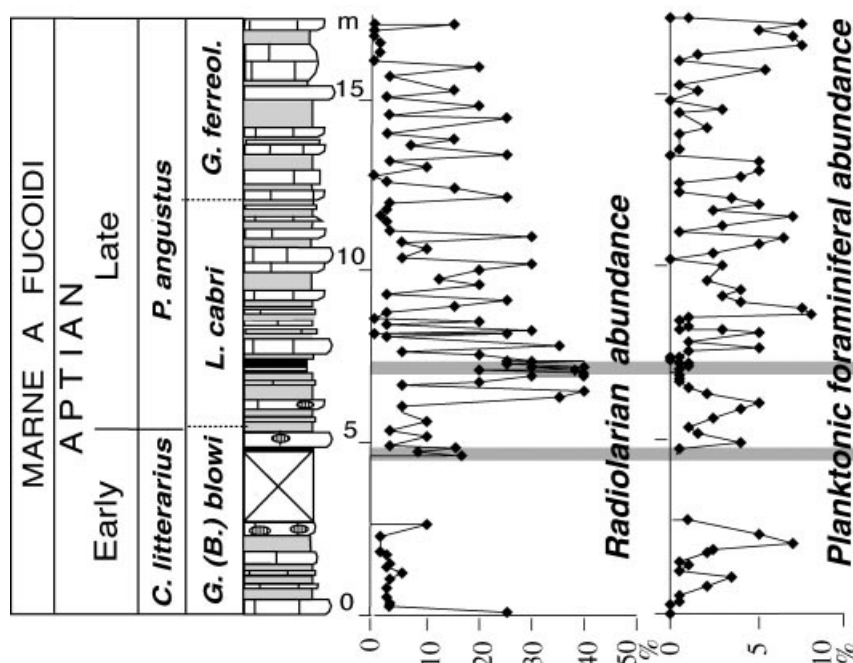 MARNE A FUCOIDI
APTIAN
Early
Late
C. litterarius
P. angustus
G. (B.) blowi
L. cabri
G. ferreol.
m
15
10
5
0
Radiolarian abundance
0
10
20
30
40
50
%
Planktonic foraminiferal abundance
0
5
10
%